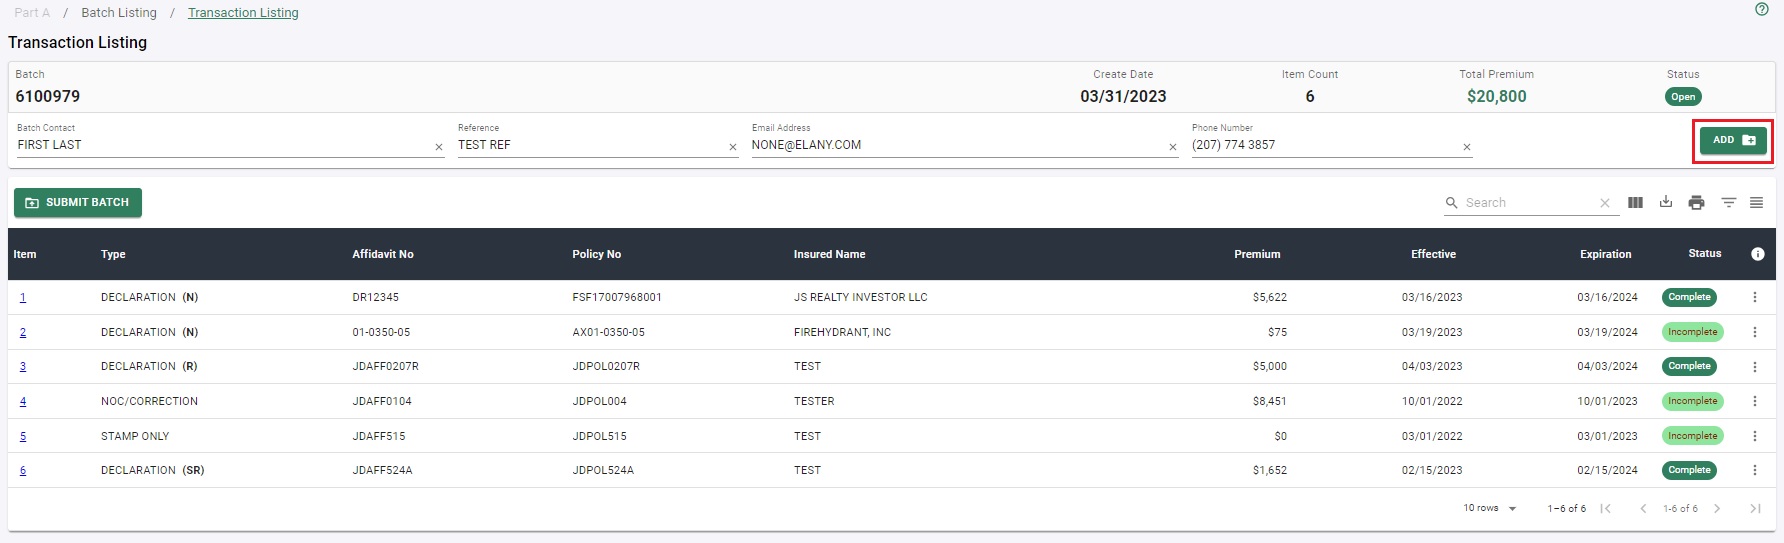 Part A / Batch Listing / Transaction Listing
Transaction Listing
Batch Create Date Item Count Total Premium Status
6100979 03/31/2023 6 $20,800 Open
Batch Contact Reference Email Address Phone Number
FIRST LAST TEST REF NONE@ELANY.COM (207) 774 3857 ADD
SUBMIT BATCH Search
Item Type Affidavit No Policy No Insured Name Premium Effective Expiration Status
1 DECLARATION (N) DR12345 FSF17007968001 JS REALTY INVESTOR LLC $5,622 03/16/2023 03/16/2024 Complete
2 DECLARATION (N) 01-0350-05 AX01-0350-05 FIREHYDRANT, INC $75 03/19/2023 03/19/2024 Incomplete
3 DECLARATION (R) JDAFF0207R JDPOL0207R TEST $5,000 04/03/2023 04/03/2024 Complete
4 NOC/CORRECTION JDAFF0104 JDPOL004 TESTER $8,451 10/01/2022 10/01/2023 Incomplete
5 STAMP ONLY JDAFF515 JDPOL515 TEST $0 03/01/2022 03/01/2023 Incomplete
6 DECLARATION (SR) JDAFF524A JDPOL524A TEST $1,652 02/15/2023 02/15/2024 Complete
10 rows 1–6 of 6 1-6 of 6